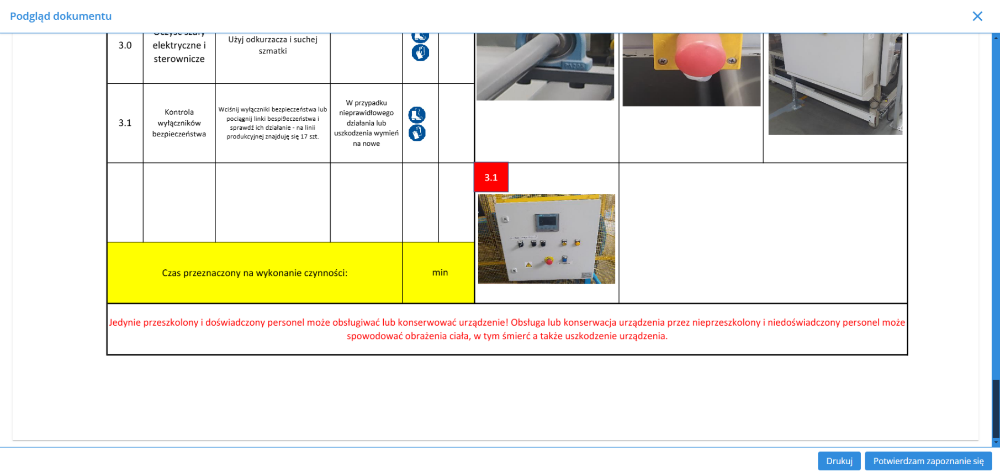 Podgląd dokumentu
3.0
Oczyść szafy
elektryczne i
sterownicze
Użyj odkurzacza i suchej
szmatki
3.1
Kontrola
wyłączników
bezpieczeństwa
Wciśnij wyłączniki bezpieczeństwa lub
pociągnij linki bespi9eczeństwa i
sprawdź ich działanie - na linii
produkcyjnej znajduję się 17 szt.
W przypadku
nieprawidłowego
działania lub
uszkodzenia wymień
na nowe
3.1
Czas przeznaczony na wykonanie czynności:
min
Jedynie przeszkolony i doświadczony personel może obsługiwać lub konserwować urządzenie! Obsługa lub konserwacja urządzenia przez nieprzeszkolony i niedoświadczony personel może
spowodować obrażenia ciała, w tym śmierć a także uszkodzenie urządzenia.
Drukuj
Potwierdzam zapoznanie się